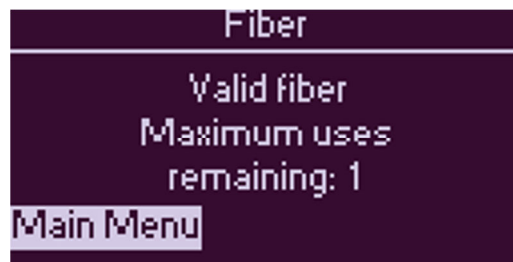 Fiber
Valid fiber
Maximum uses
remaining: 1
Main Menu